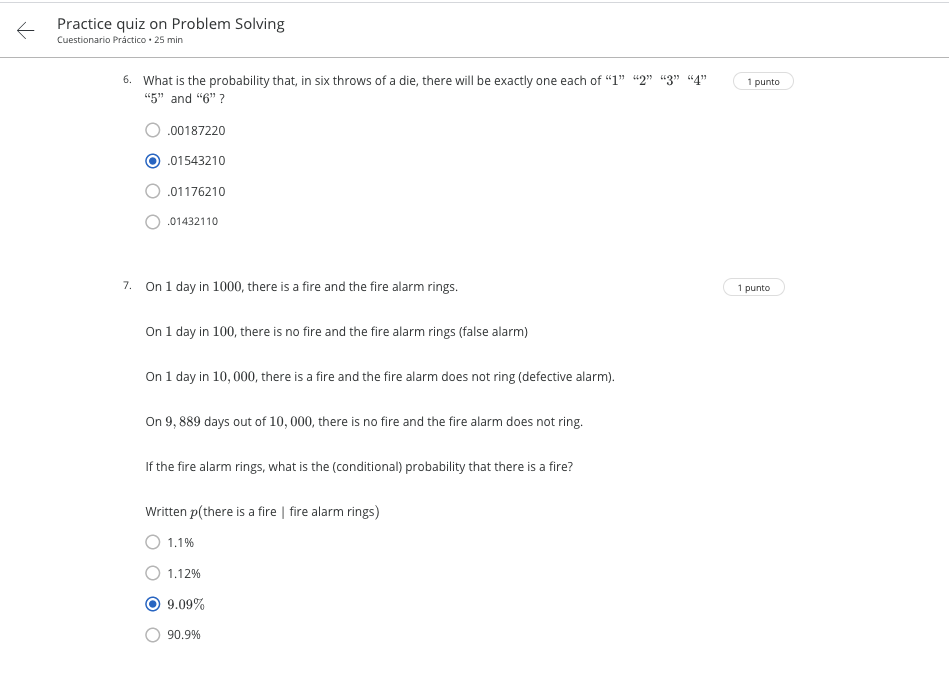 Practice quiz on Problem Solving
Cuestionario Práctico • 25 min
6. What is the probability that, in six throws of a die, there will be exactly one each of “1” “2” “3” “4”
“5” and “6” ?
1 punto
.00187220
.01543210
.01176210
.01432110
7. On 1 day in 1000, there is a fire and the fire alarm rings.
1 punto
On 1 day in 100, there is no fire and the fire alarm rings (false alarm)
On 1 day in 10, 000, there is a fire and the fire alarm does not ring (defective alarm).
On 9, 889 days out of 10, 000, there is no fire and the fire alarm does not ring.
If the fire alarm rings, what is the (conditional) probability that there is a fire?
Written p(there is a fire | fire alarm rings)
1.1%
1.12%
9.09%
90.9%